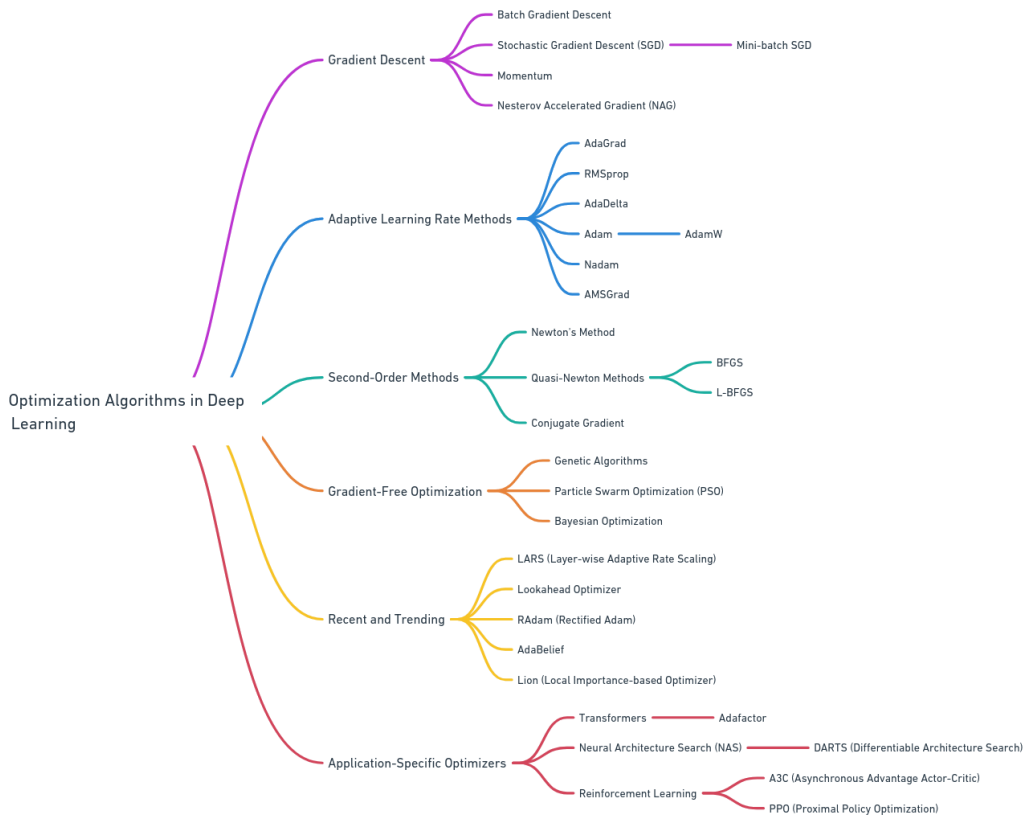 Batch Gradient Descent
Stochastic Gradient Descent (SGD)
Mini-batch SGD
Gradient Descent
Momentum
Nesterov Accelerated Gradient (NAG)
AdaGrad
RMSprop
AdaDelta
Adaptive Learning Rate Methods
Adam
AdamW
Nadam
AMSGrad
Newton's Method
BFGS
Second-Order Methods
Quasi-Newton Methods
L-BFGS
Optimization Algorithms in Deep
Learning
Conjugate Gradient
Genetic Algorithms
Gradient-Free Optimization
Particle Swarm Optimization (PSO)
Bayesian Optimization
LARS (Layer-wise Adaptive Rate Scaling)
Lookahead Optimizer
Recent and Trending
RAdam (Rectified Adam)
AdaBelief
Lion (Local Importance-based Optimizer)
Transformers
Adafactor
Neural Architecture Search (NAS)
DARTS (Differentiable Architecture Search)
Application-Specific Optimizers
A3C (Asynchronous Advantage Actor-Critic)
Reinforcement Learning
PPO (Proximal Policy Optimization)